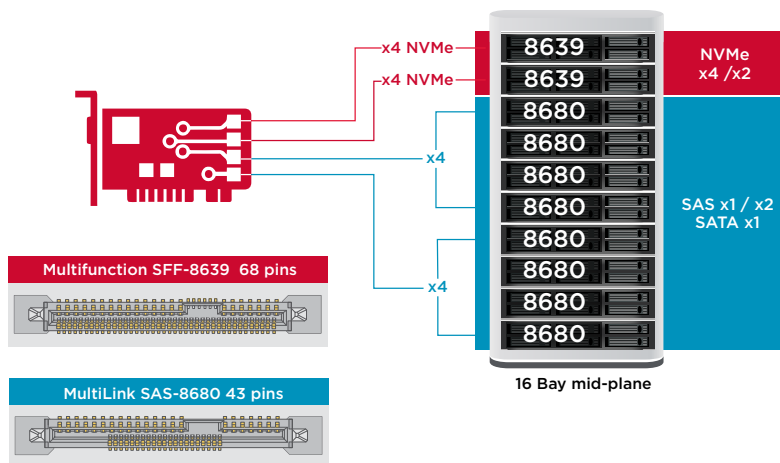 x4 NVMe
x4 NVMe
x4
x4
8639
8639
8680
8680
8680
8680
8680
8680
8680
8680
NVMe
x4 /x2
SAS x1 / x2
SATA x1
16 Bay mid-plane
Multifunction SFF-8639 68 pins
MultiLink SAS-8680 43 pins